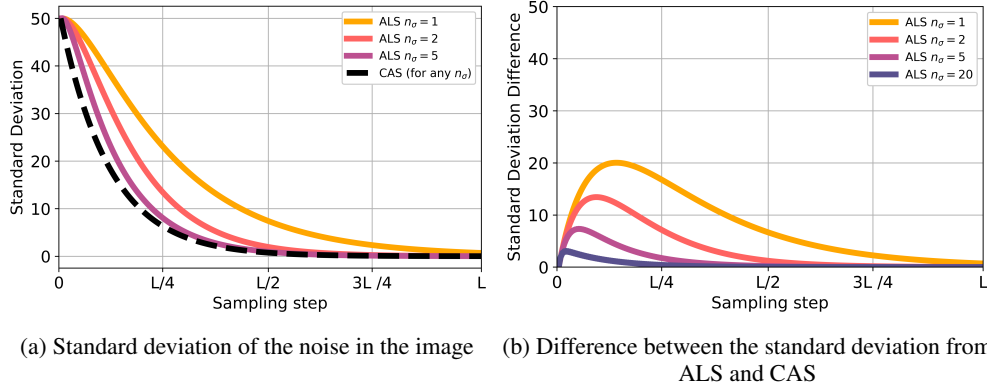 50
40
30
20
10
0
Standard Deviation
ALS nσ = 1
ALS nσ = 2
ALS nσ = 5
CAS (for any nσ)
0
L/4
L/2
3L /4
L
Sampling step
(a) Standard deviation of the noise in the image
50
40
30
20
10
0
Standard Deviation Difference
ALS nσ = 1
ALS nσ = 2
ALS nσ = 5
ALS nσ = 20
0
L/4
L/2
3L /4
L
Sampling step
(b) Difference between the standard deviation from
ALS and CAS